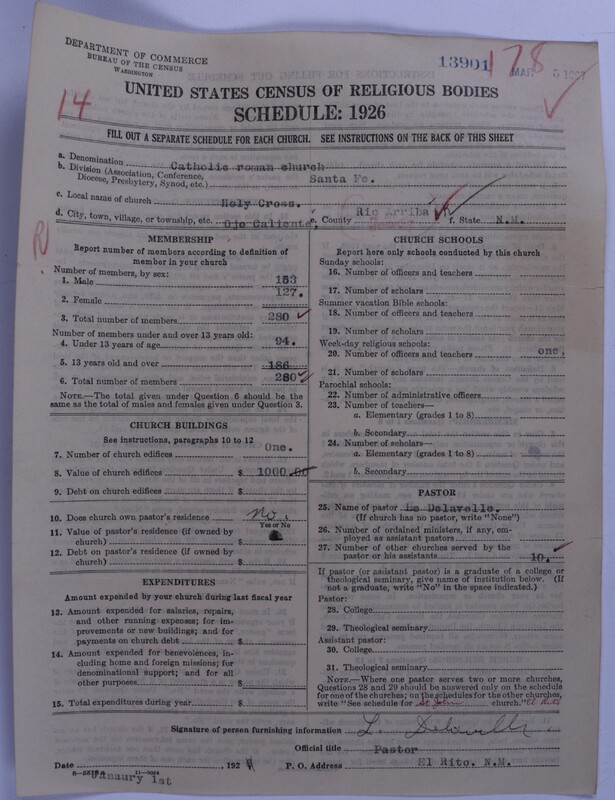 DEPARTMENT OF COMMERCE
BUREAU OF THE CENSUS
WASHINGTON
13901 178
MAR 5 1927
14
UNITED STATES CENSUS OF RELIGIOUS BODIES
SCHEDULE: 1926
FILL OUT A SEPARATE SCHEDULE FOR EACH CHURCH. SEE INSTRUCTIONS ON THE BACK OF THIS SHEET
a. Denomination Catholic roman church
b. Division (Association, Conference, Diocese, Presbytery, Synod, etc.) Santa Fe.
c. Local name of church Holy Cross.
d. City, town, village, or township, etc. Ojo Caliente, e. County Rio Arriba f. State N.M.
MEMBERSHIP
Report number of members according to definition of
member in your church
Number of members, by sex:
1. Male 153
2. Female 127.
3. Total number of members 280
Number of members under and over 13 years old:
4. Under 13 years of age 94.
5. 13 years old and over 186
6. Total number of members 280
NOTE.—The total given under Question 6 should be
same as the total of males and females given under Question 3.
CHURCH BUILDINGS
See instructions, paragraphs 10 to 12
7. Number of church edifices One.
8. Value of church edifices $ 1000.00
9. Debt on church edifices $
10. Does church own pastor's residence No.
Yes or No
11. Value of pastor's residence (if owned by
church) $
12. Debt on pastor's residence (if owned by
church) $
EXPENDITURES
Amount expended by your church during last fiscal year
13. Amount expended for salaries, repairs,
and other running expenses; for im-
provements or new buildings; and for
payments on church debt $
14. Amount expended for benevolences, in-
cluding home and foreign missions; for
denominational support; and for all
other purposes $
15. Total expenditures during year $
CHURCH SCHOOLS
Report here only schools conducted by this church
Sunday schools:
16. Number of officers and teachers
17. Number of scholars
Summer vacation Bible schools:
18. Number of officers and teachers
19. Number of scholars
Week-day religious schools:
20. Number of officers and teachers one.
21. Number of scholars
Parochial schools:
22. Number of administrative officers
23. Number of teachers—
a. Elementary (grades 1 to 8)
b. Secondary
24. Number of scholars—
a. Elementary (grades 1 to 8)
b. Secondary
PASTOR
25. Name of pastor Le Delavelle.
(If church has no pastor, write "None")
26. Number of ordained ministers, if any, em-
ployed as assistant pastors
27. Number of other churches served by the
pastor or his assistants 10.
If pastor (or assistant pastor) is a graduate of a college or
theological seminary, give name of institution below. (If
not a graduate, write "No" in the space indicated.)
Pastor:
28. College
29. Theological seminary
Assistant pastor:
30. College
31. Theological seminary
NOTE.—Where one pastor serves two or more churches,
Questions 28 and 29 should be answered only on the schedule
for one of the churches; on the schedules for the other churches,
write "See schedule for St John church." El Rito
Signature of person furnishing information L. Delavelle
Official title Pastor
Date January 1st, 192 P. O. Address El Rito. N.M.
11—9024